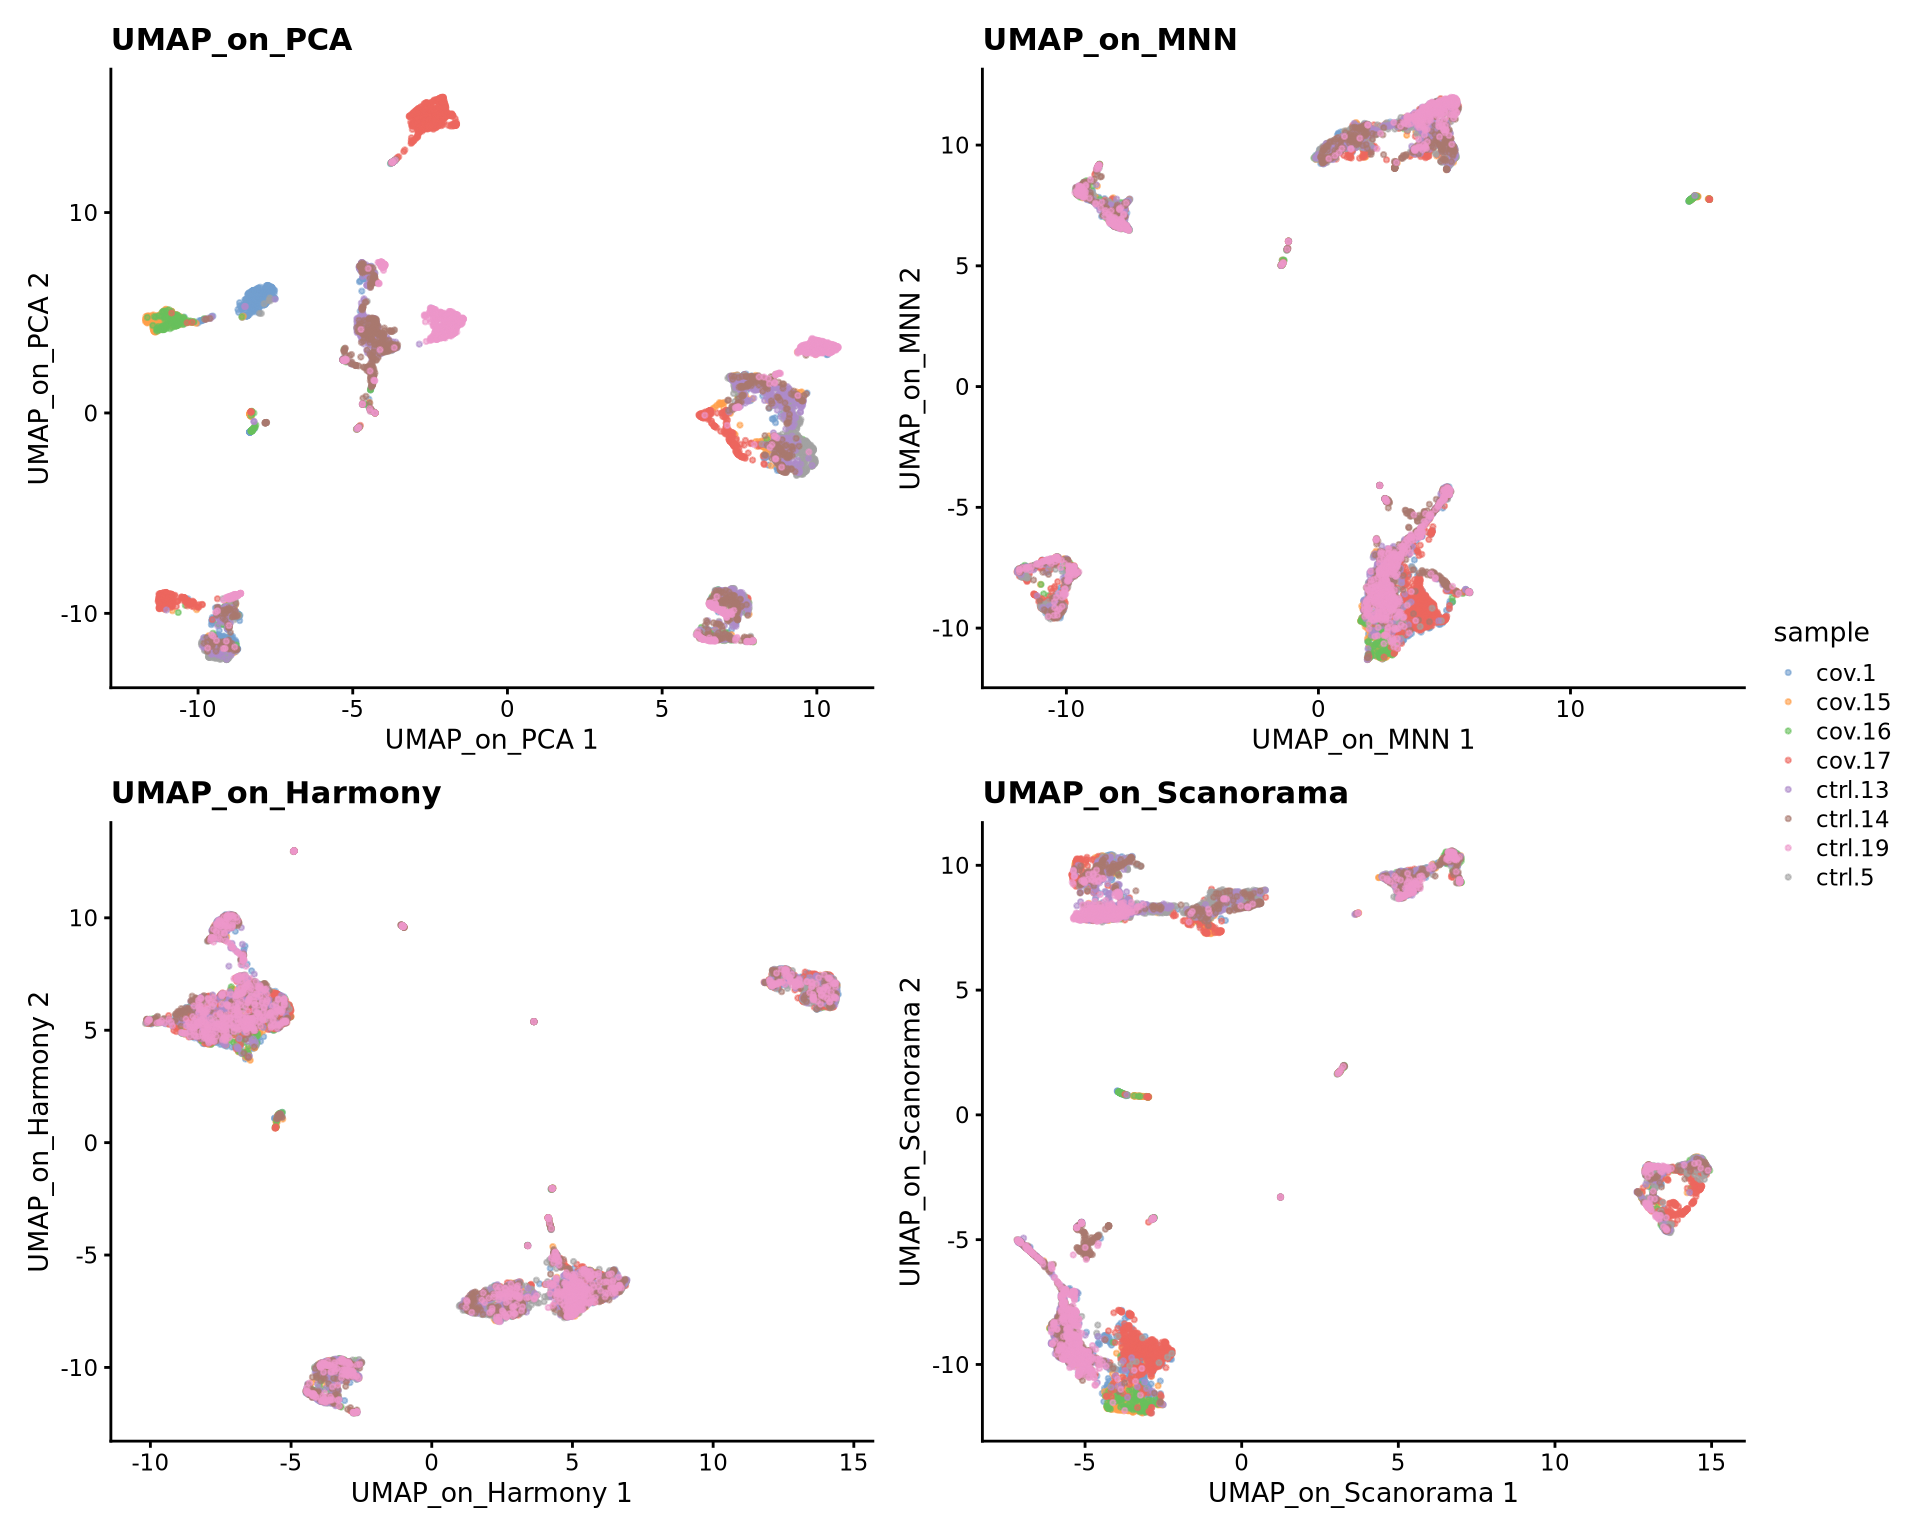 UMAP_on_PCA
UMAP_on_PCA 2
10
0
-10
-10
-5
0
5
10
UMAP_on_PCA 1
UMAP_on_MNN
UMAP_on_MNN 2
10
5
0
-5
-10
-10
0
10
UMAP_on_MNN 1
UMAP_on_Harmony
UMAP_on_Harmony 2
10
5
0
-5
-10
-10
-5
0
5
10
15
UMAP_on_Harmony 1
UMAP_on_Scanorama
UMAP_on_Scanorama 2
10
5
0
-5
-10
-5
0
5
10
15
UMAP_on_Scanorama 1
sample
cov.1
cov.15
cov.16
cov.17
ctrl.13
ctrl.14
ctrl.19
ctrl.5